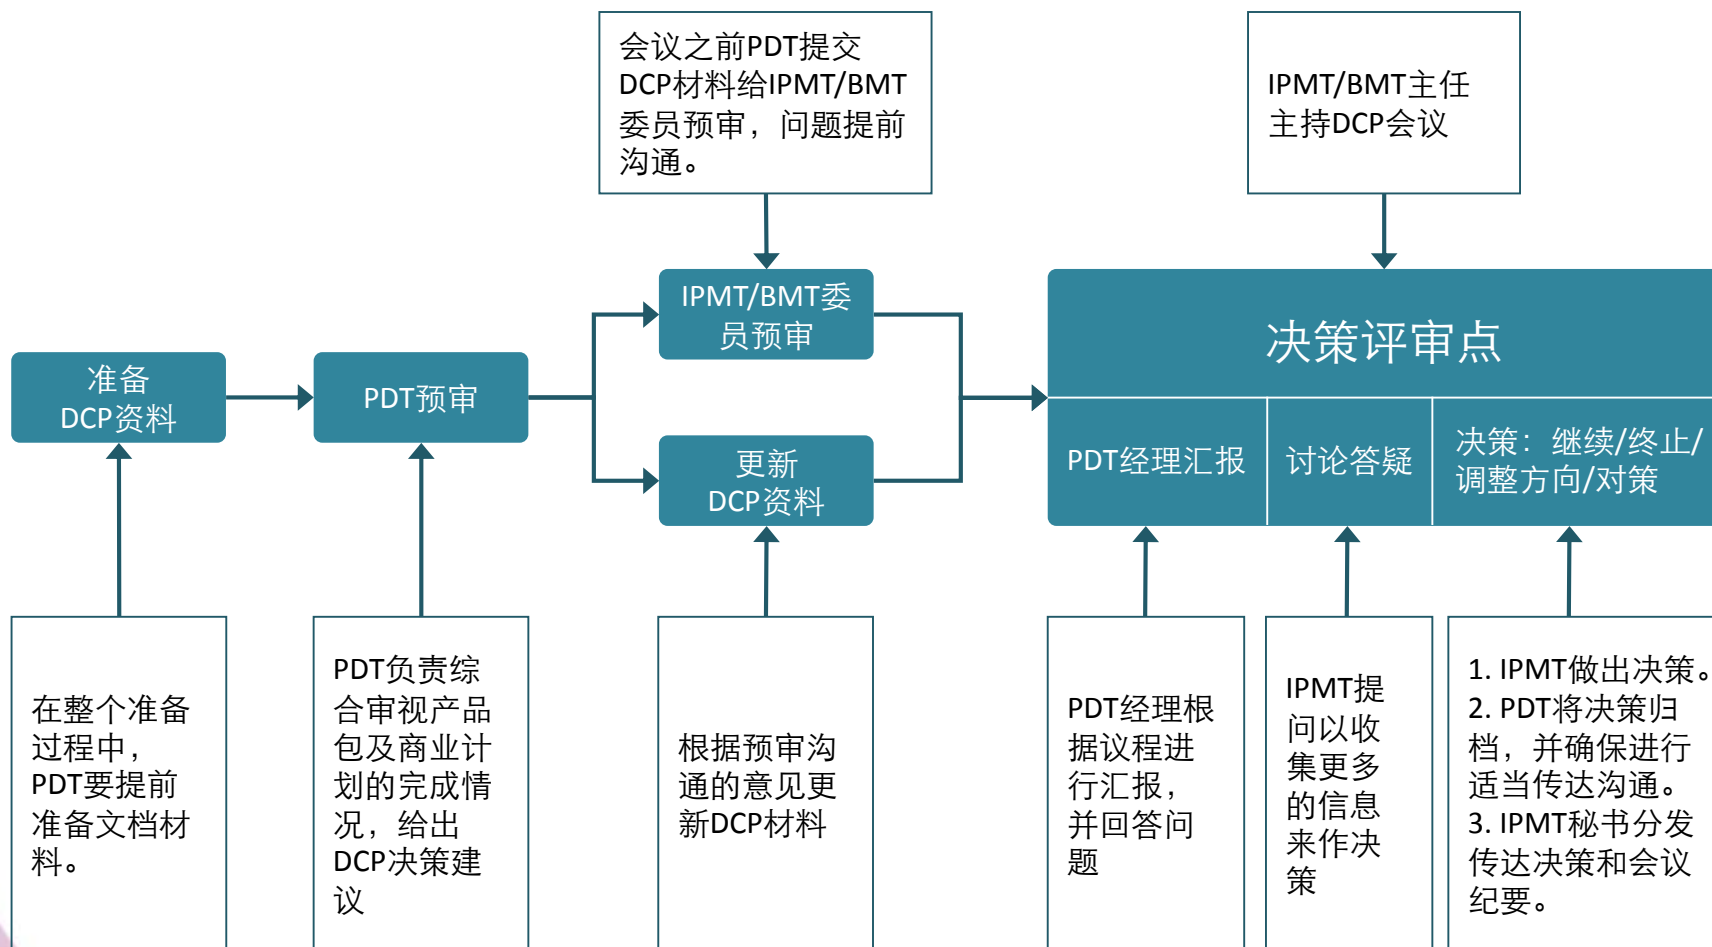 会议之前PDT提交
DCP材料给IPMT/BMT
委员预审，问题提前
沟通。
IPMT/BMT主任
主持DCP会议
准备
DCP资料
PDT预审
IPMT/BMT委
员预审
更新
DCP资料
决策评审点
PDT经理汇报
讨论答疑
决策：继续/终止/
调整方向/对策
在整个准备
过程中，
PDT要提前
准备文档材
料。
PDT负责综
合审视产品
包及商业计
划的完成情
况，给出
DCP决策建
议
根据预审沟
通的意见更
新DCP材料
PDT经理根
据议程进
行汇报，
并回答问
题
IPMT提
问以收
集更多
的信息
来作决
策
1. IPMT做出决策。
2. PDT将决策归
档，并确保进行
适当传达沟通。
3. IPMT秘书分发
传达决策和会议
纪要。